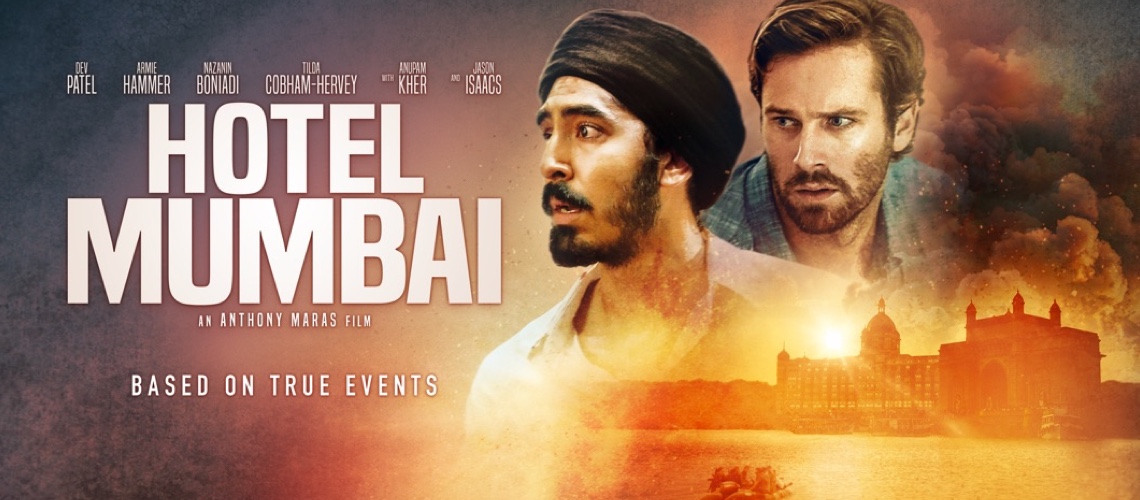 DEV PATEL ARMIE HAMMER NAZANIN BONIADI TILDA COBHAM-HERVEY WITH ANUPAM KHER AND JASON ISAACS
HOTEL
MUMBAI
AN ANTHONY MARAS FILM
BASED ON TRUE EVENTS